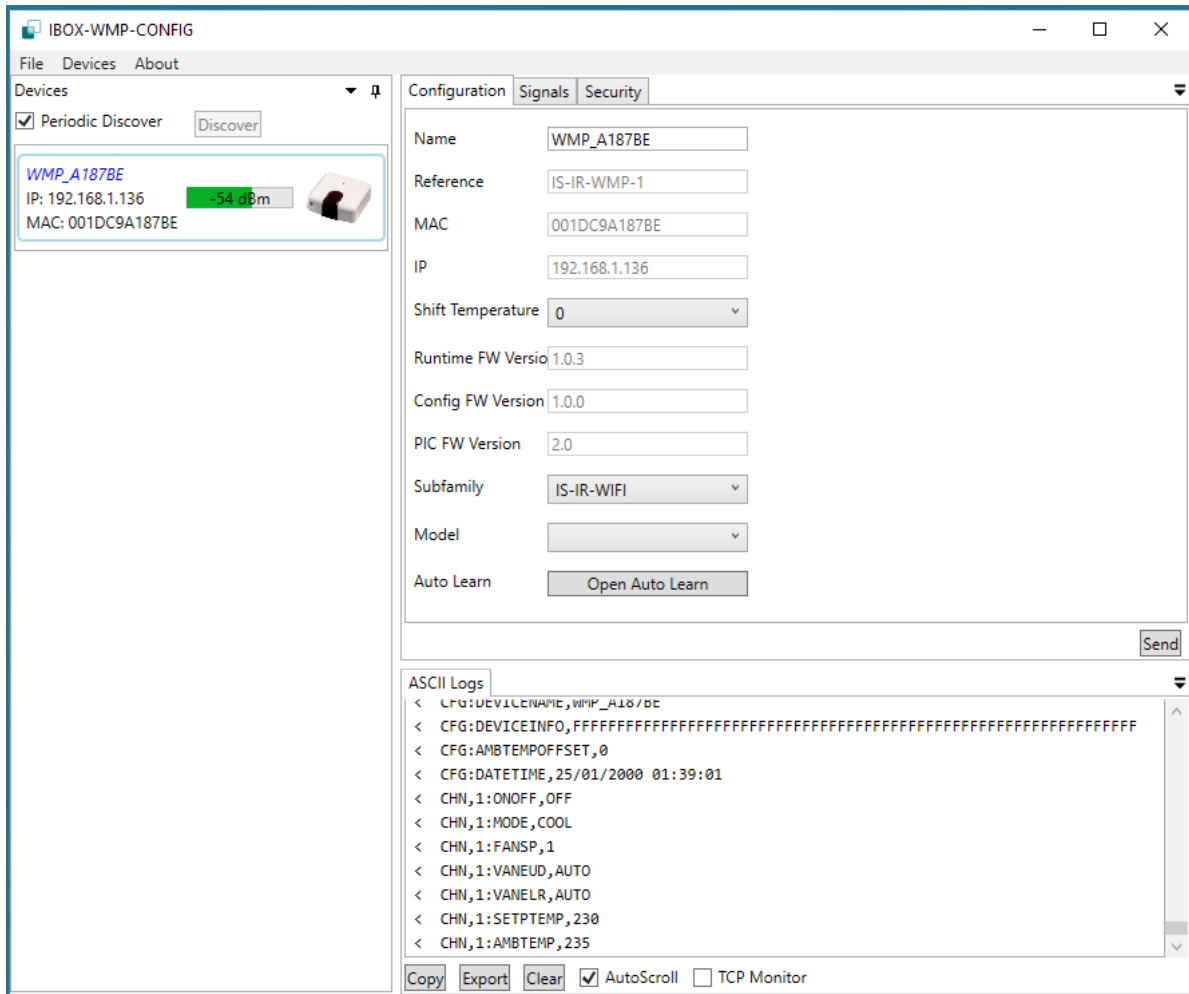 IBOX-WMP-CONFIG
File Devices About
Devices
Periodic Discover Discover
WMP_A187BE
IP: 192.168.1.136 -54 dBm
MAC: 001DC9A187BE
Configuration Signals Security
Name WMP_A187BE
Reference IS-IR-WMP-1
MAC 001DC9A187BE
IP 192.168.1.136
Shift Temperature 0
Runtime FW Versio 1.0.3
Config FW Version 1.0.0
PIC FW Version 2.0
Subfamily IS-IR-WIFI
Model
Auto Learn Open Auto Learn
Send
ASCII Logs
< CFG:DEVICENAME,WMP_A187BE
< CFG:DEVICEINFO,FFFFFFFFFFFFFFFFFFFFFFFFFFFFFFFFFFFFFFFFFFFFFFFFFFFFFFFFFFFFFFFF
< CFG:AMBTEMPOFFSET,0
< CFG:DATETIME,25/01/2000 01:39:01
< CHN,1:ONOFF,OFF
< CHN,1:MODE,COOL
< CHN,1:FANSP,1
< CHN,1:VANEUD,AUTO
< CHN,1:VANELR,AUTO
< CHN,1:SETPTEMP,230
< CHN,1:AMBTEMP,235
Copy Export Clear AutoScroll TCP Monitor